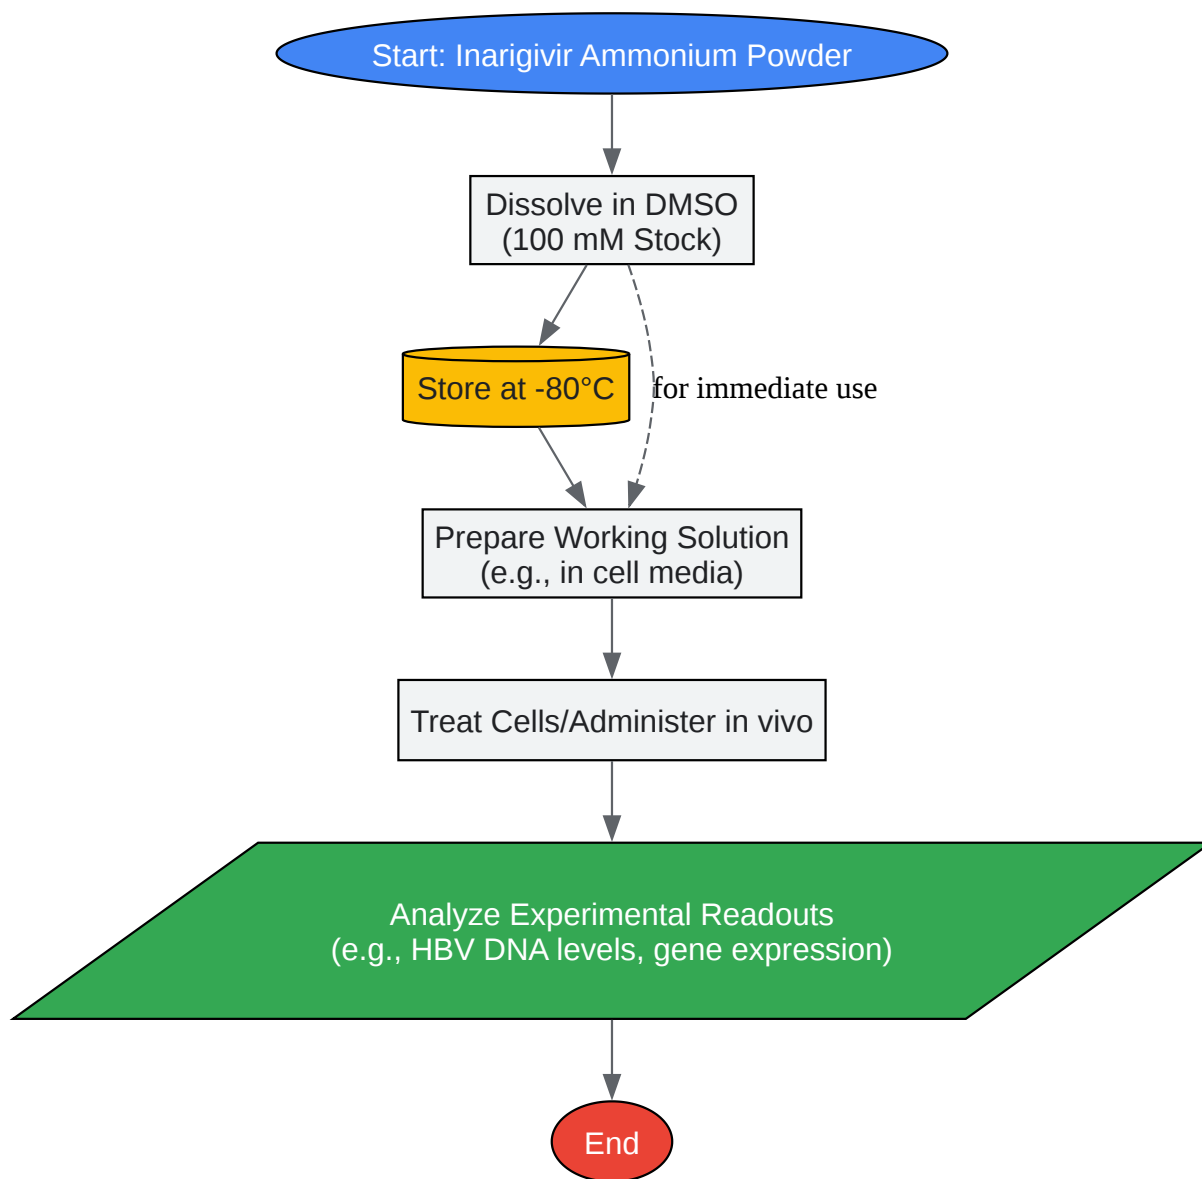 Start: Inarigivir Ammonium Powder
Dissolve in DMSO
(100 mM Stock)
Store at -80°C
for immediate use
Prepare Working Solution
(e.g., in cell media)
Treat Cells/Administer in vivo
Analyze Experimental Readouts
(e.g., HBV DNA levels, gene expression)
End